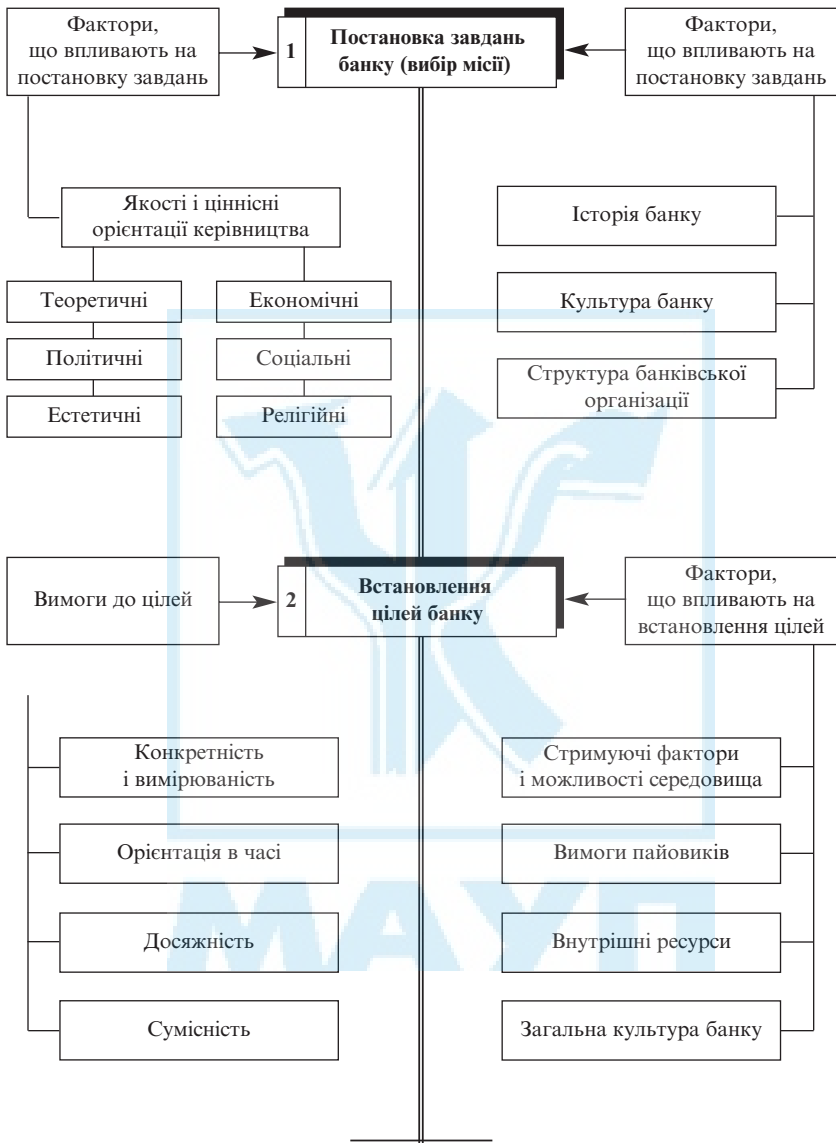 Фактори,
що впливають на
постановку завдань
1
Постановка завдань
банку (вибір місії)
Фактори,
що впливають на
постановку завдань
Якості і ціннісні
орієнтації керівництва
Теоретичні
Політичні
Естетичні
Економічні
Соціальні
Релігійні
Історія банку
Культура банку
Структура банківської
організації
Вимоги до цілей
2
Встановлення
цілей банку
Фактори,
що впливають на
встановлення цілей
Конкретність
і вимірюваність
Орієнтація в часі
Досяжність
Сумісність
Стримуючі фактори
і можливості середовища
Вимоги пайовиків
Внутрішні ресурси
Загальна культура банку
МАУП